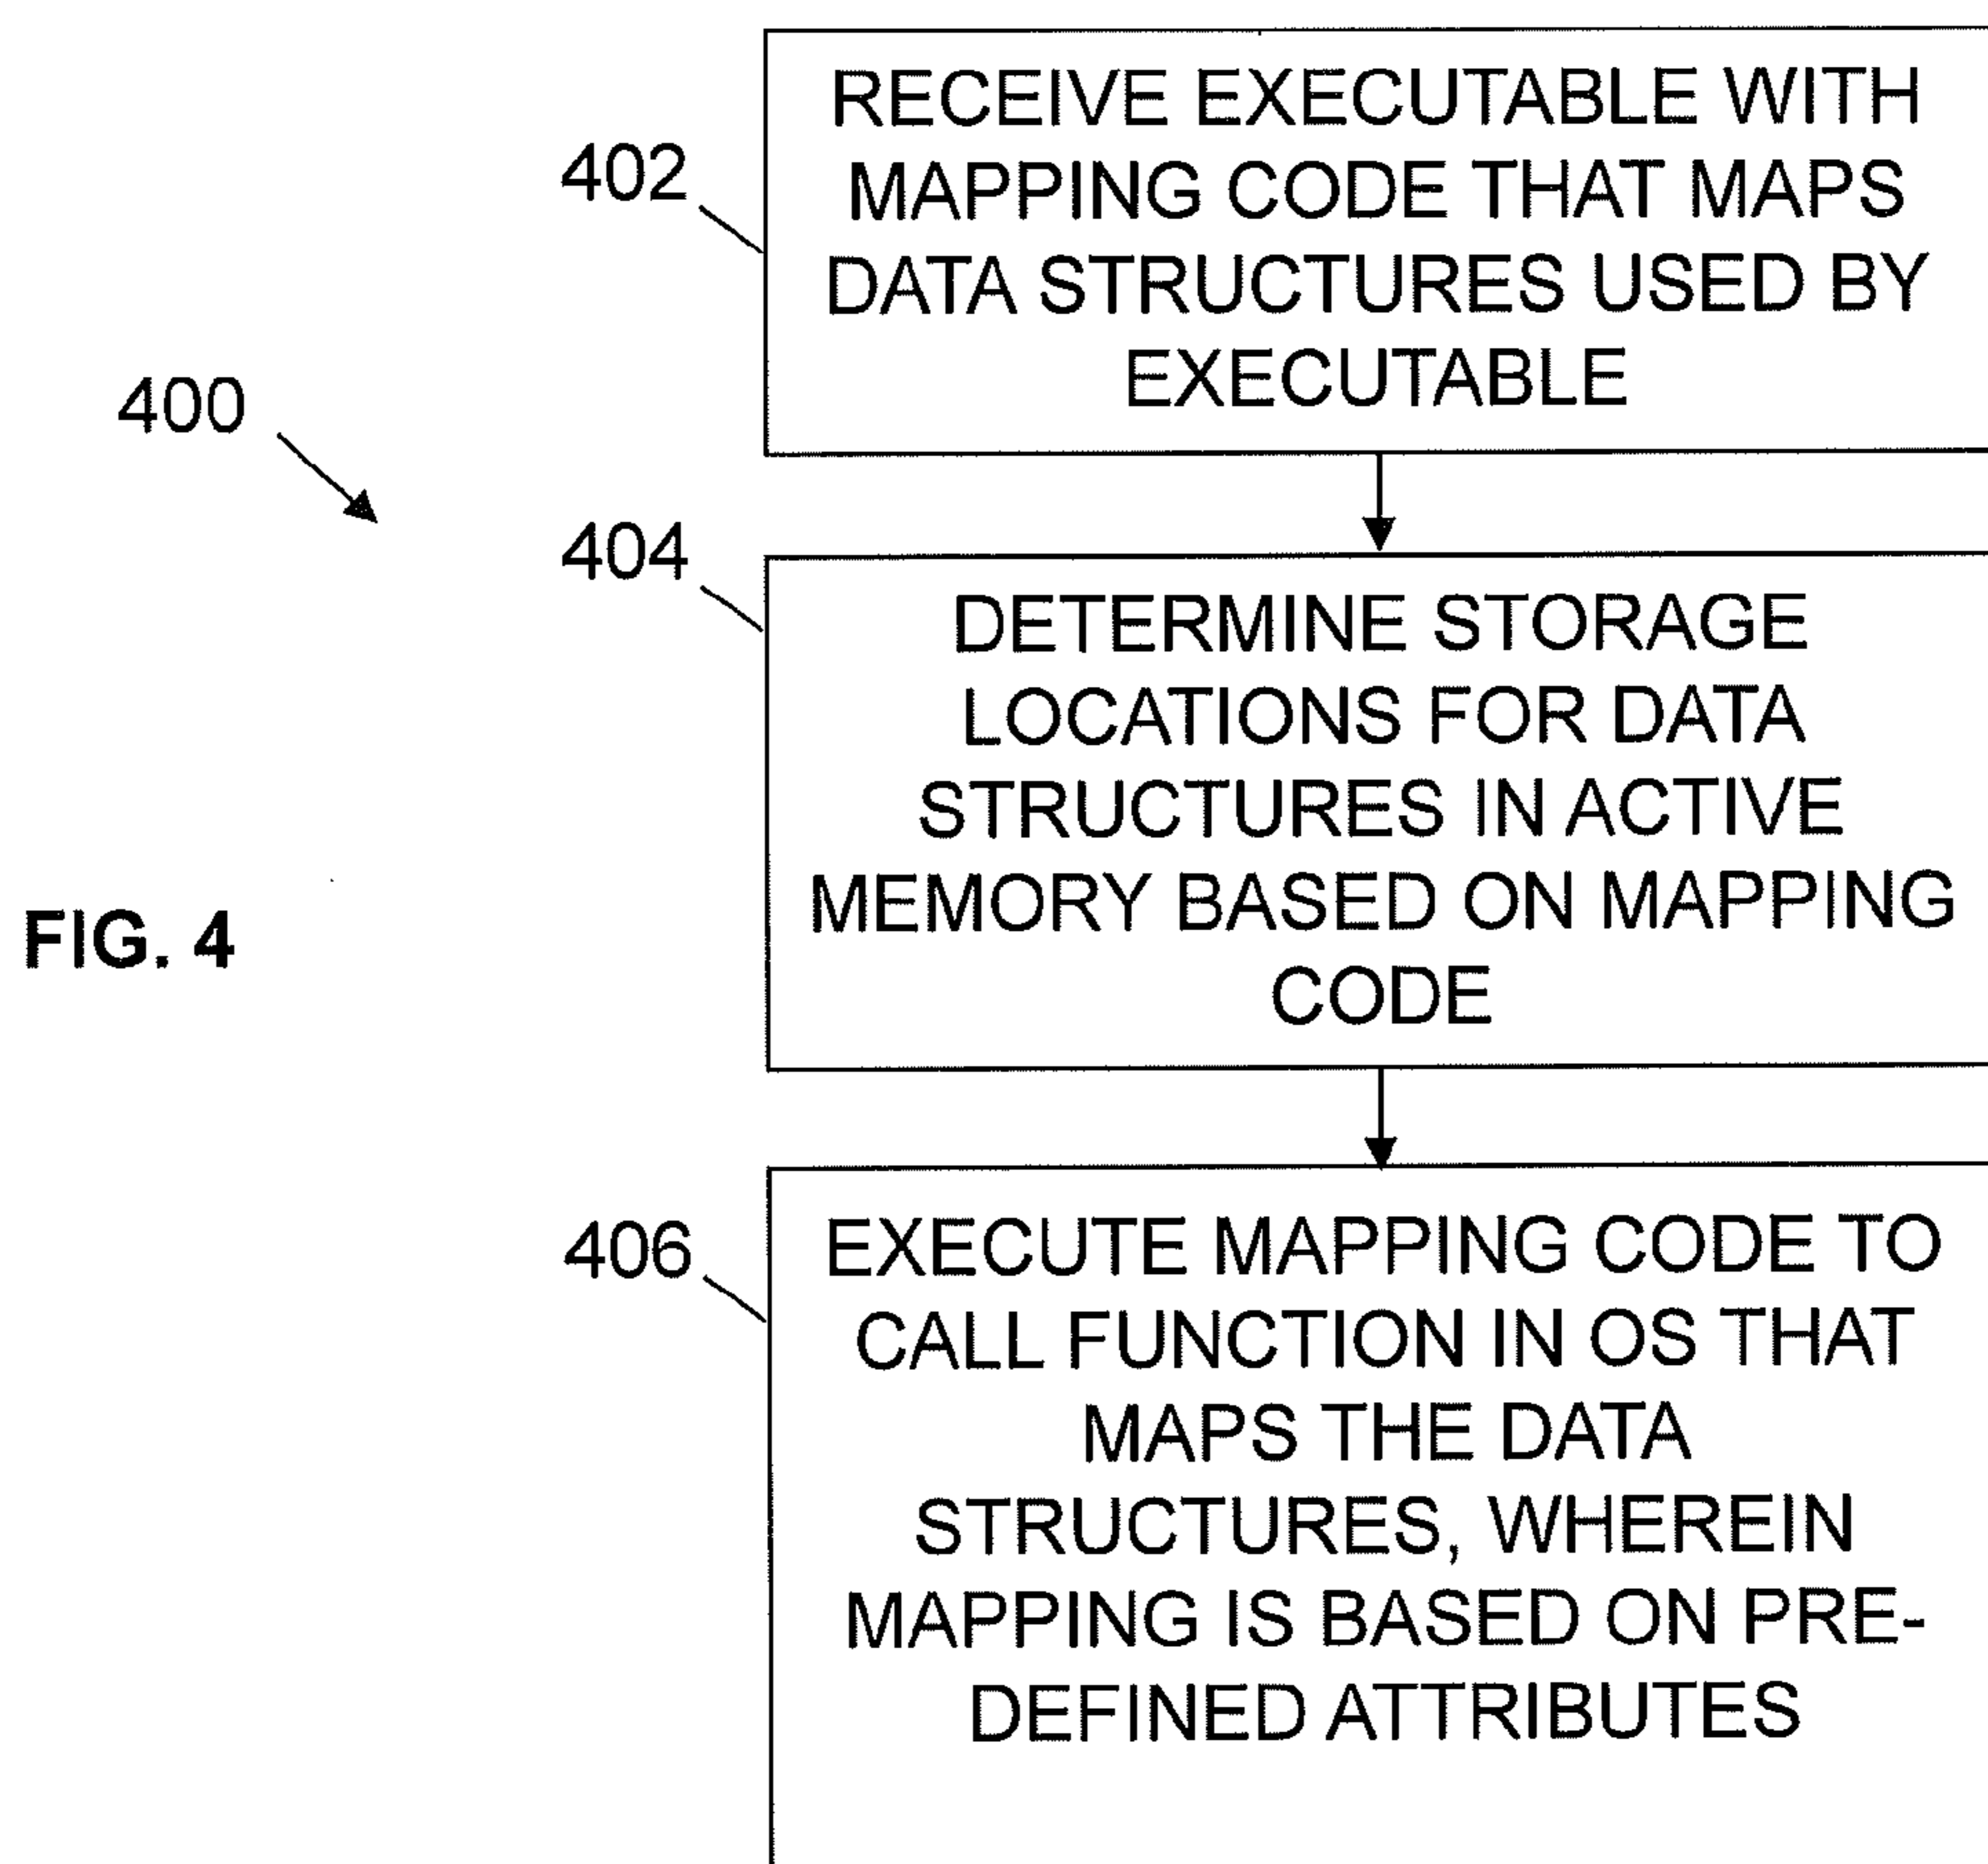 402
RECEIVE EXECUTABLE WITH
MAPPING CODE THAT MAPS
DATA STRUCTURES USED BY
EXECUTABLE
400
404
DETERMINE STORAGE
LOCATIONS FOR DATA
STRUCTURES IN ACTIVE
MEMORY BASED ON MAPPING
CODE
FIG. 4
406
EXECUTE MAPPING CODE TO
CALL FUNCTION IN OS THAT
MAPS THE DATA
STRUCTURES, WHEREIN
MAPPING IS BASED ON PRE-
DEFINED ATTRIBUTES